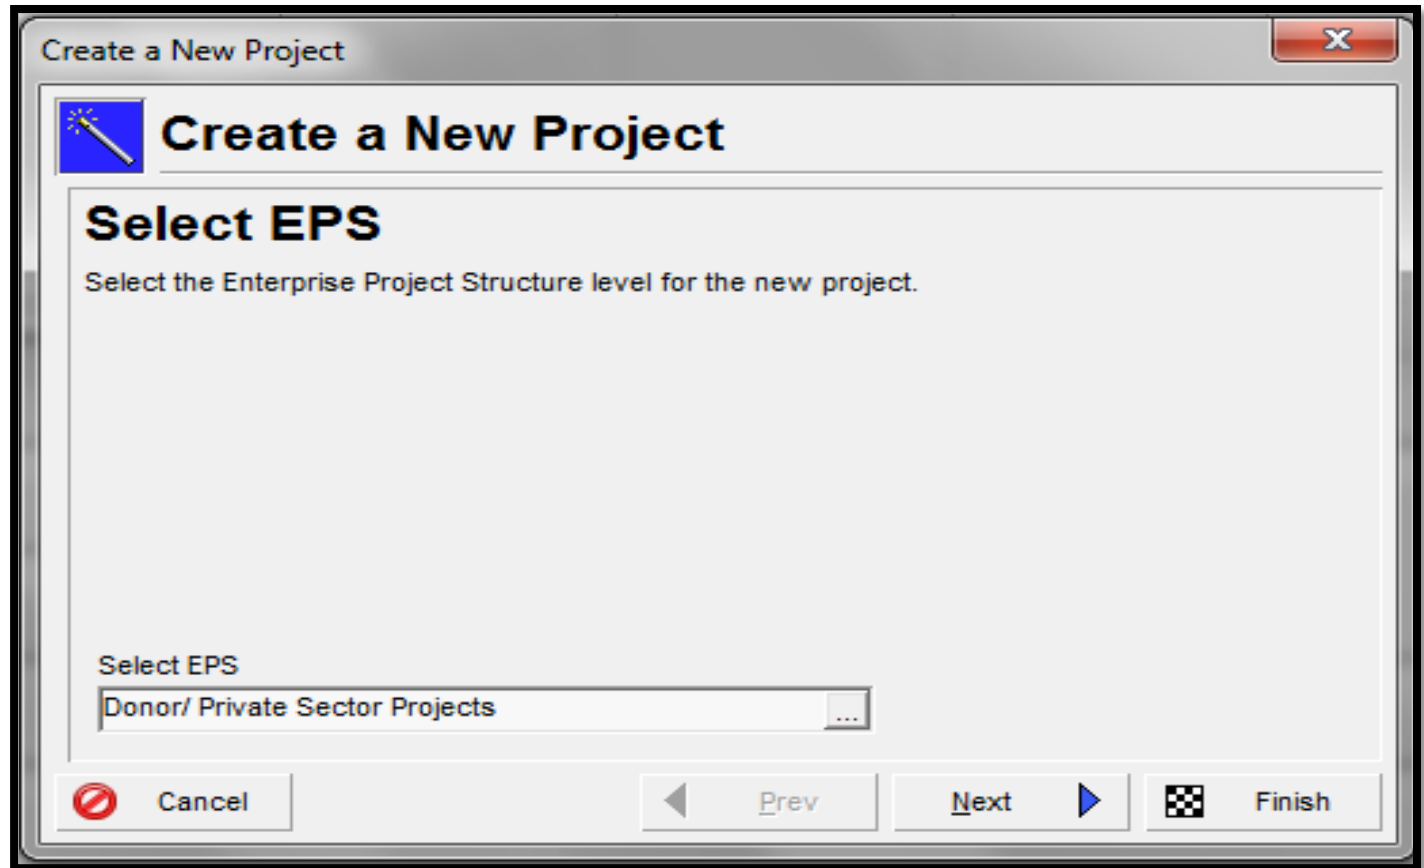 Create a New Project
Create a New Project
Select EPS
Select the Enterprise Project Structure level for the new project.
Select EPS
Donor/ Private Sector Projects ...
Cancel Prev Next Finish